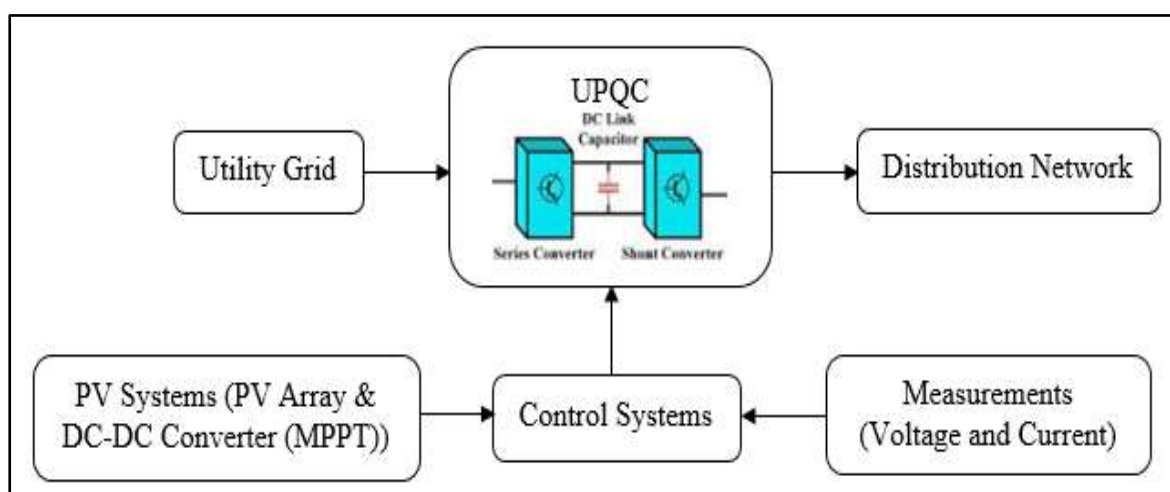 UPQC
DC Link
Capacitor
Series Converter
Shunt Converter
Utility Grid
Distribution Network
PV Systems (PV Array &
DC-DC Converter (MPPT))
Control Systems
Measurements
(Voltage and Current)